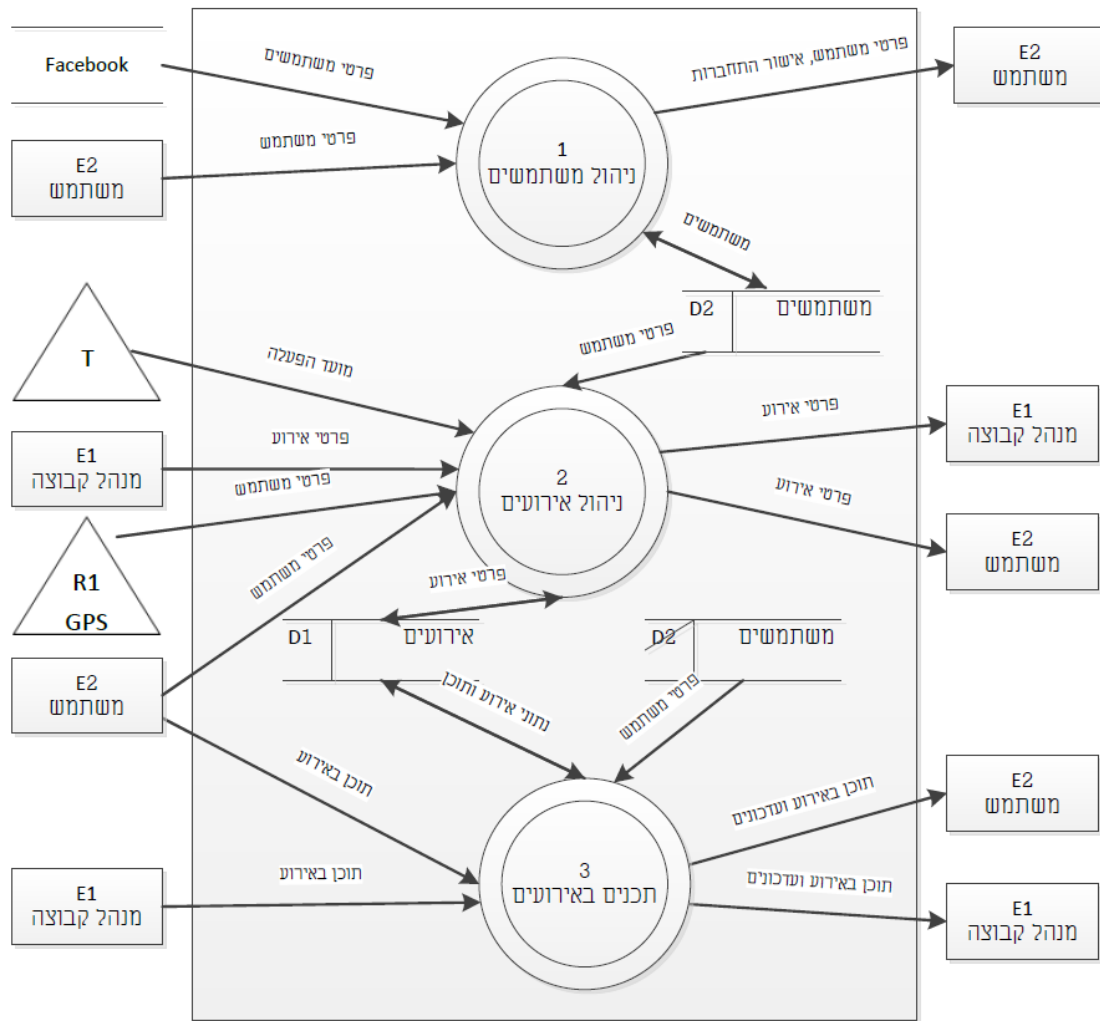 Facebook
פרטי משתמשים
פרטי משתמש, אישור התחברות
E2
משתמש
E2
משתמש
פרטי משתמש
1
ניהול משתמשים
משתמשים
D2
משתמשים
פרטי משתמש
T
מועד הפעלה
E1
מנהל קבוצה
פרטי אירוע
פרטי משתמש
R1
GPS
E2
משתמש
פרטי משתמש
2
ניהול אירועים
פרטי אירוע
E1
מנהל קבוצה
פרטי אירוע
E2
משתמש
פרטי אירוע
D1
אירועים
D2
משתמשים
נתוני אירוע ותוכן
פרטי משתמש
תוכן באירוע
E1
מנהל קבוצה
תוכן באירוע
3
תכנים באירועים
תוכן באירוע ועדכונים
E2
משתמש
תוכן באירוע ועדכונים
E1
מנהל קבוצה